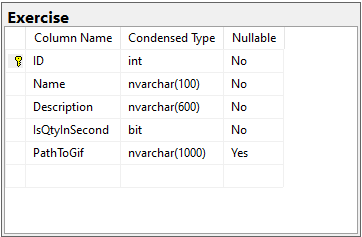 Exercise
Column Name Condensed Type Nullable
ID int No
Name nvarchar(100) No
Description nvarchar(600) No
IsQtyInSecond bit No
PathToGif nvarchar(1000) Yes